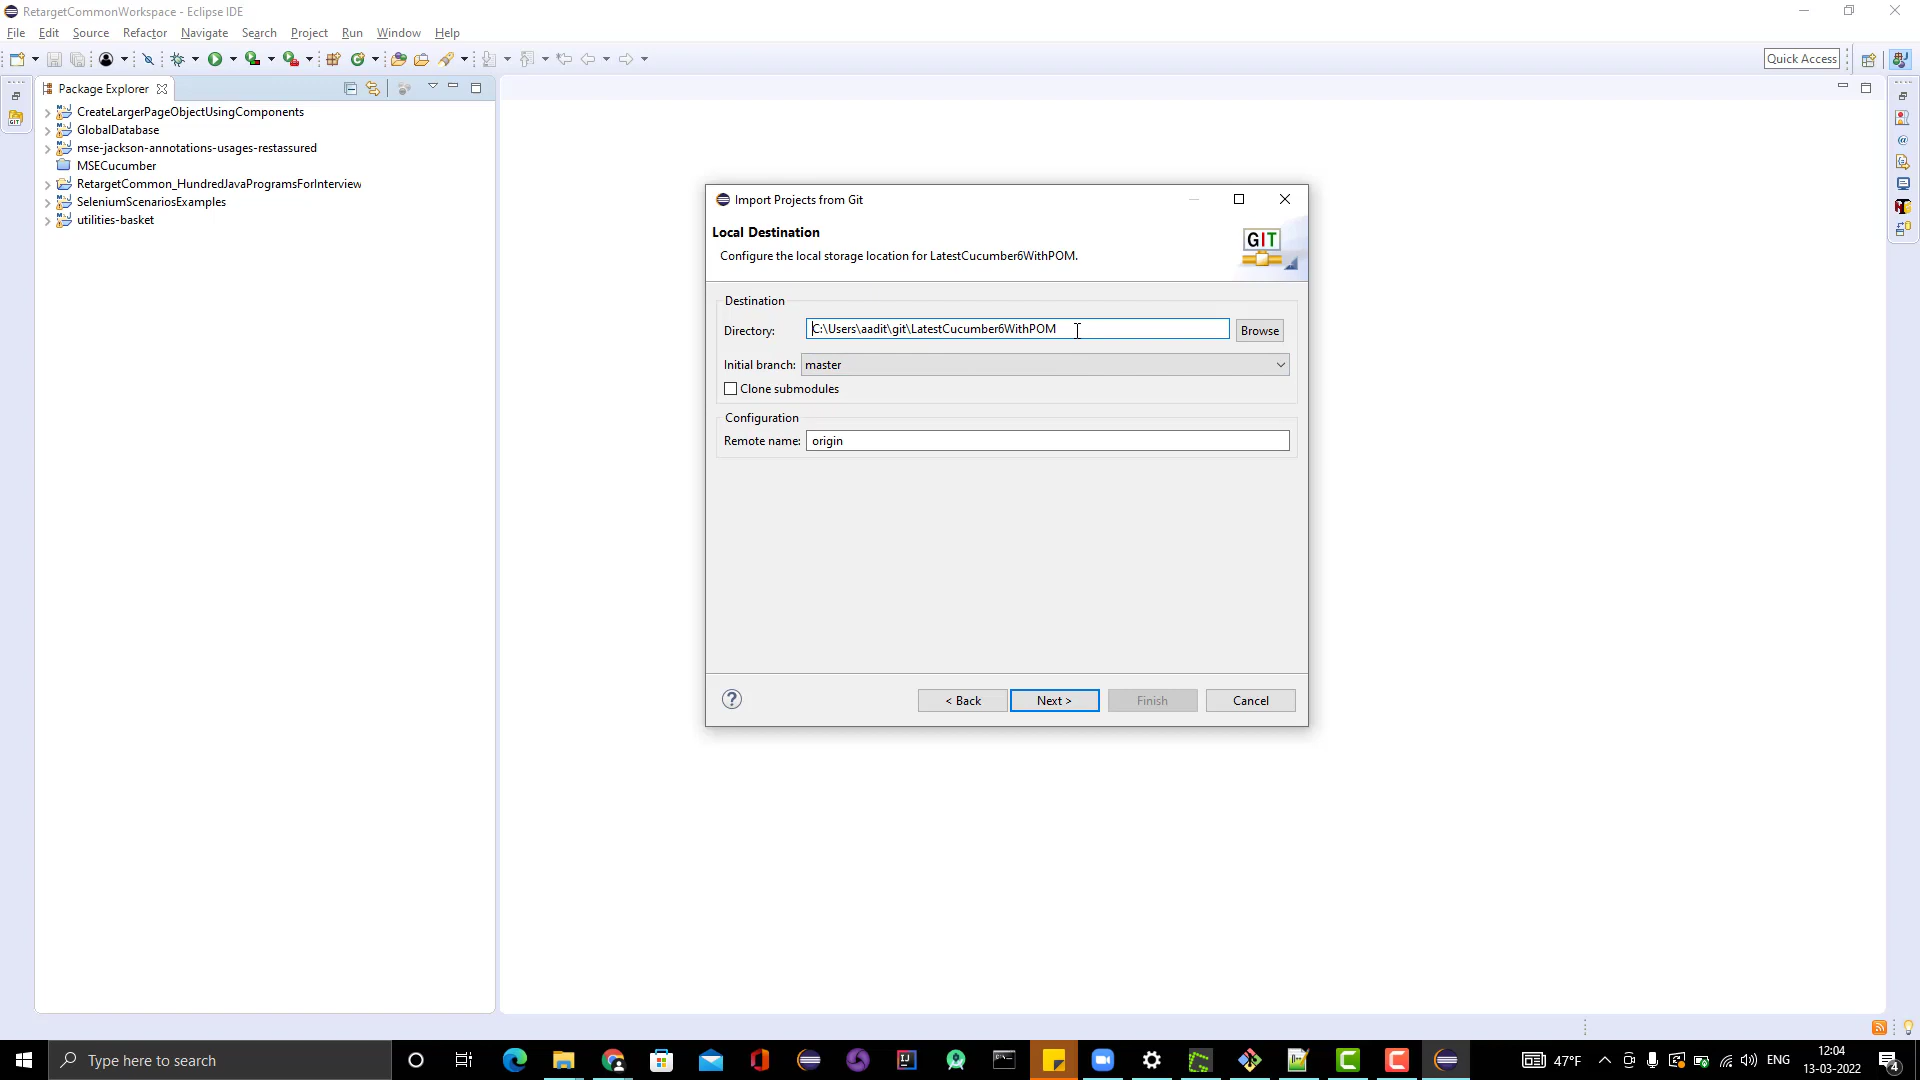 RetargetCommonWorkspace - Eclipse IDE
File Edit Source Refactor Navigate Search Project Run Window Help
Quick Access
Package Explorer
CreateLargerPageObjectUsingComponents
GlobalDatabase
mse-jackson-annotations-usages-restassured
MSECucumber
RetargetCommon_HundredJavaProgramsForInterview
SeleniumScenariosExamples
utilities-basket
GIT
Import Projects from Git
Local Destination
Configure the local storage location for LatestCucumber6WithPOM.
GIT
Destination
Directory: C:\Users\aadit\git\LatestCucumber6WithPOM Browse
Initial branch: master
Clone submodules
Configuration
Remote name: origin
< Back Next > Finish Cancel
Type here to search
47°F ENG 12:04
13-03-2022
4